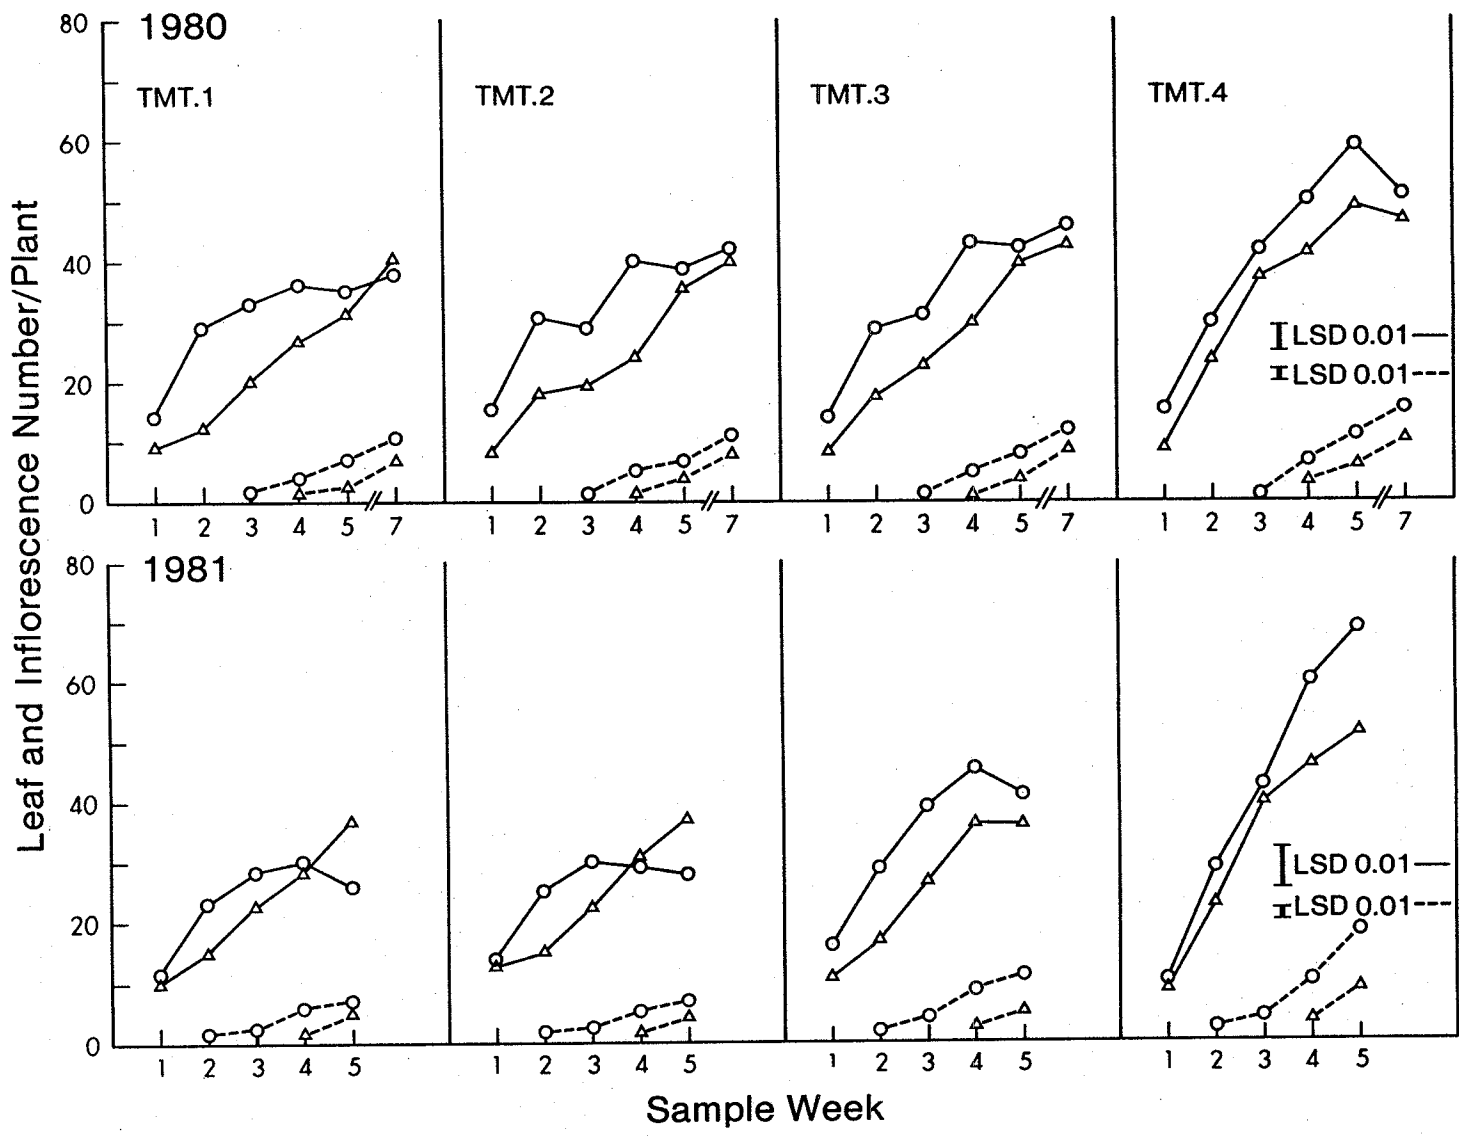 Leaf and Inflorescence Number/Plant
1980
80
60
40
20
0
TMT.1
TMT.2
TMT.3
TMT.4
LSD 0.01
LSD 0.01
1 2 3 4 5 7
1 2 3 4 5 7
1 2 3 4 5 7
1 2 3 4 5 7
1981
80
60
40
20
0
LSD 0.01
LSD 0.01
1 2 3 4 5
1 2 3 4 5
1 2 3 4 5
1 2 3 4 5
Sample Week